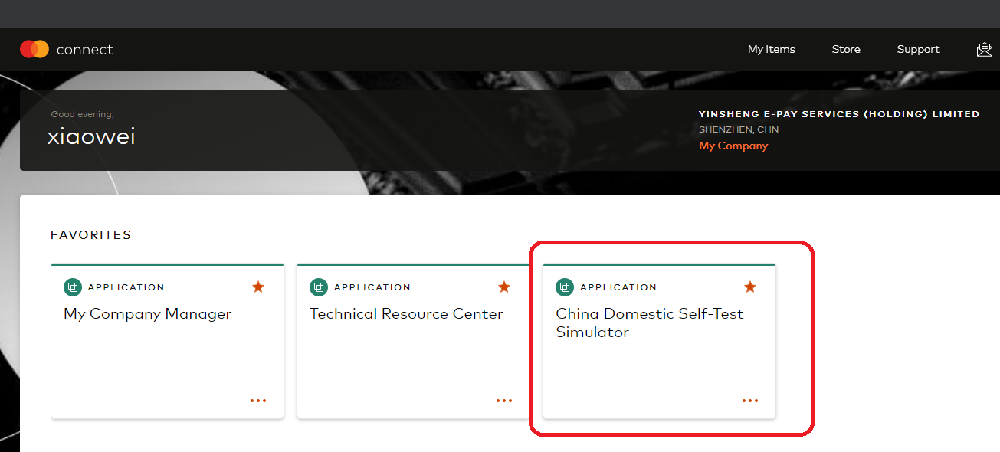 connect
My Items
Store
Support
Good evening,
xiaowei
YINSHENG E-PAY SERVICES (HOLDING) LIMITED
SHENZHEN, CHN
My Company
FAVORITES
APPLICATION
My Company Manager
APPLICATION
Technical Resource Center
APPLICATION
China Domestic Self-Test
Simulator